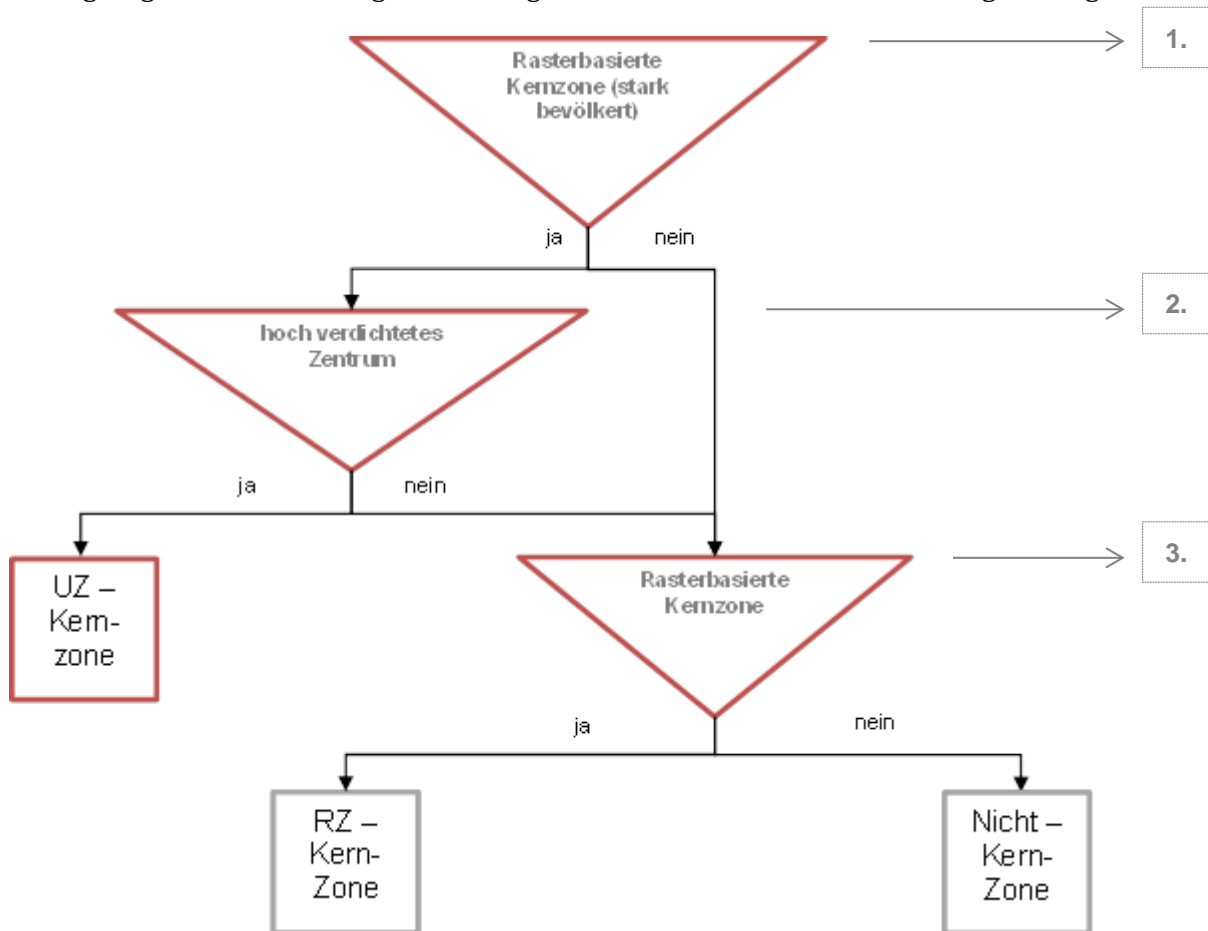 1.
Rasterbasierte
Kernzone (stark
bevölkert)
ja
nein
2.
hoch verdichtetes
Zentrum
ja
nein
3.
Rasterbasierte
Kernzone
UZ –
Kern-
zone
ja
nein
RZ –
Kern-
Zone
Nicht –
Kern-
Zone